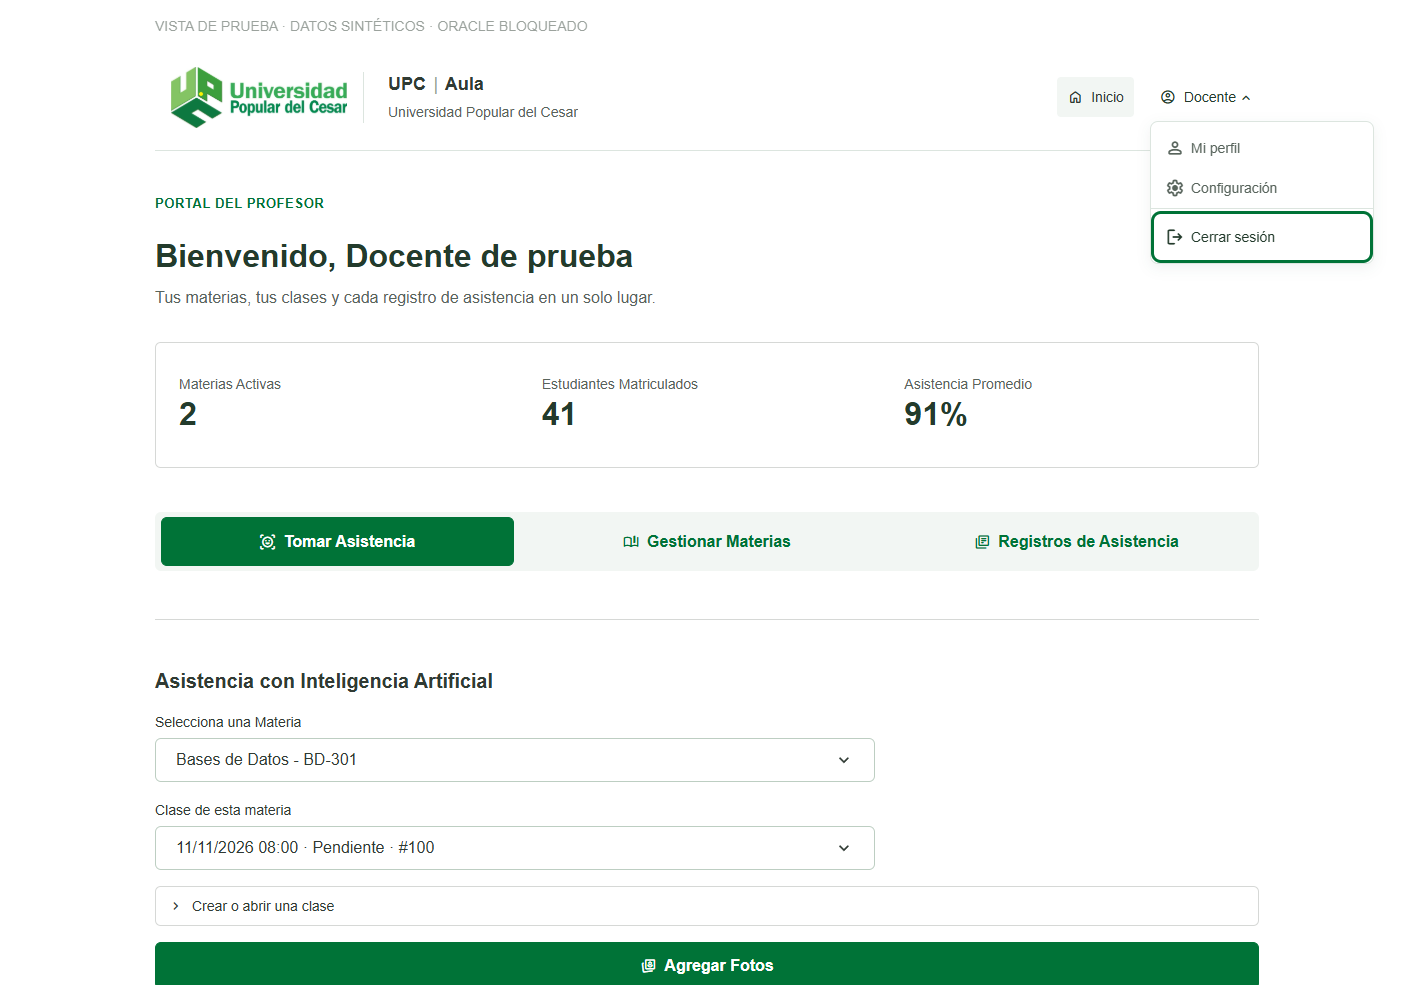 VISTA DE PRUEBA · DATOS SINTÉTICOS · ORACLE BLOQUEADO
Universidad
Popular del Cesar
UPC | Aula
Universidad Popular del Cesar
Inicio
Docente
Mi perfil
Configuración
Cerrar sesión
PORTAL DEL PROFESOR
Bienvenido, Docente de prueba
Tus materias, tus clases y cada registro de asistencia en un solo lugar.
Materias Activas
2
Estudiantes Matriculados
41
Asistencia Promedio
91%
Tomar Asistencia
Gestionar Materias
Registros de Asistencia
Asistencia con Inteligencia Artificial
Selecciona una Materia
Bases de Datos - BD-301
Clase de esta materia
11/11/2026 08:00 · Pendiente · #100
Crear o abrir una clase
Agregar Fotos